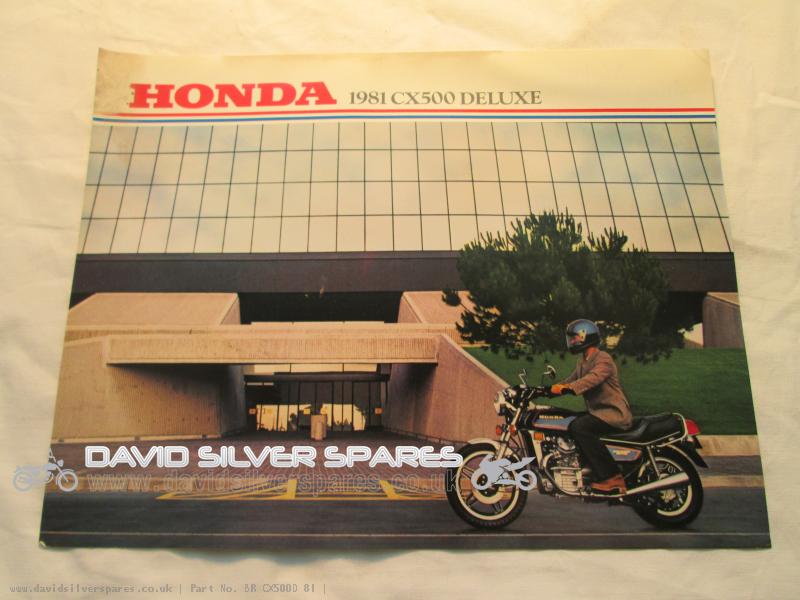 HONDA 1981 CX500 DELUXE
HONDA
DAVID SILVER SPARES
www.davidsilverspares.co.uk
www.davidsilverspares.co.uk | Part No. BR CX500D 81 |